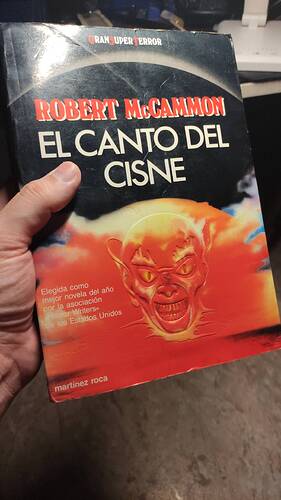 GRAN SUPER TERROR
ROBERT McCAMMON
EL CANTO DEL
CISNE
Elegida como
mejor novela del año
por la asociación
Writers-
los Estados Unidos
martínez roca